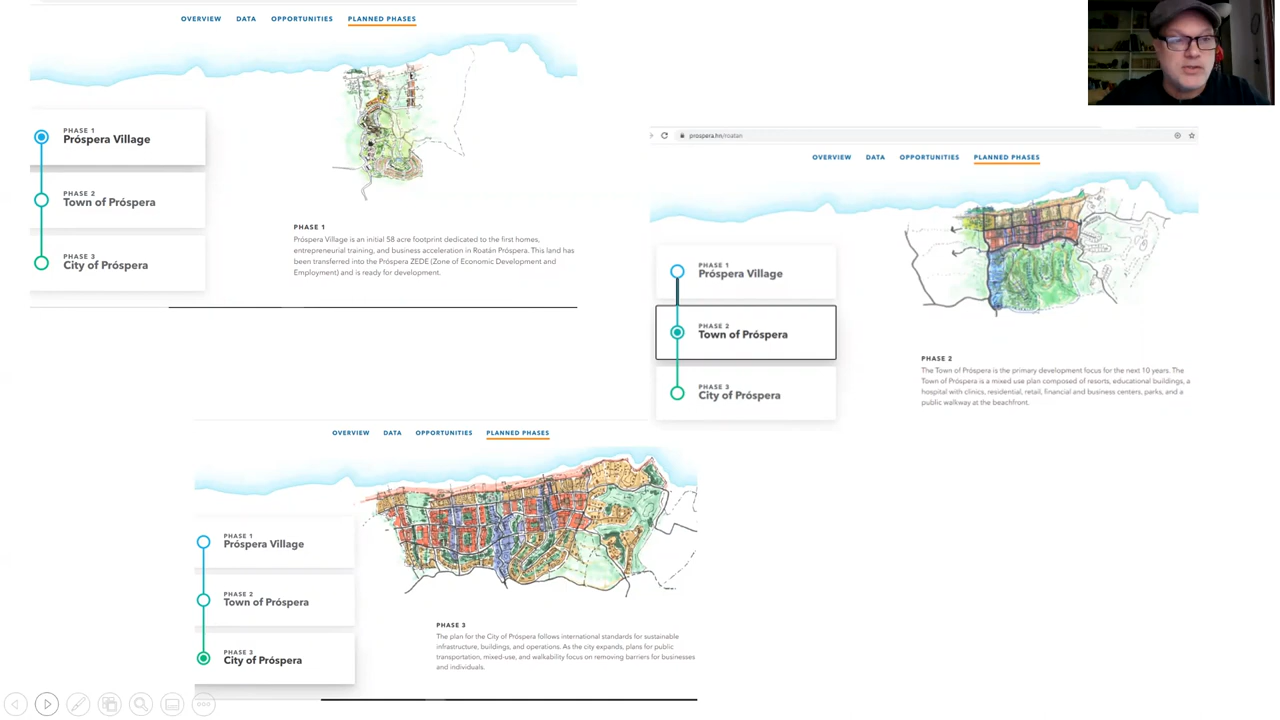 OVERVIEW DATA OPPORTUNITIES PLANNED PHASES
PHASE 1
Próspera Village
PHASE 2
Town of Próspera
PHASE 3
City of Próspera
PHASE 1
Próspera Village is an initial 58 acre footprint dedicated to the first homes,
entrepreneurial training, and business acceleration in Roatán Próspera. This land has
been transferred into the Próspera ZEDE (Zone of Economic Development and
Employment) and is ready for development.
prospera.hn/roatan
OVERVIEW DATA OPPORTUNITIES PLANNED PHASES
PHASE 1
Próspera Village
PHASE 2
Town of Próspera
PHASE 3
City of Próspera
PHASE 2
The Town of Próspera is the primary development focus for the next 10 years. The
Town of Próspera is a mixed use plan composed of resorts, educational buildings, a
hospital with clinics, residential, retail, financial and business centers, parks, and a
public walkway at the beachfront.
OVERVIEW DATA OPPORTUNITIES PLANNED PHASES
PHASE 1
Próspera Village
PHASE 2
Town of Próspera
PHASE 3
City of Próspera
PHASE 3
The plan for the City of Próspera follows international standards for sustainable
infrastructure, buildings, and operations. As the city expands, plans for public
transportation, mixed-use, and walkability focus on removing barriers for businesses
and individuals.